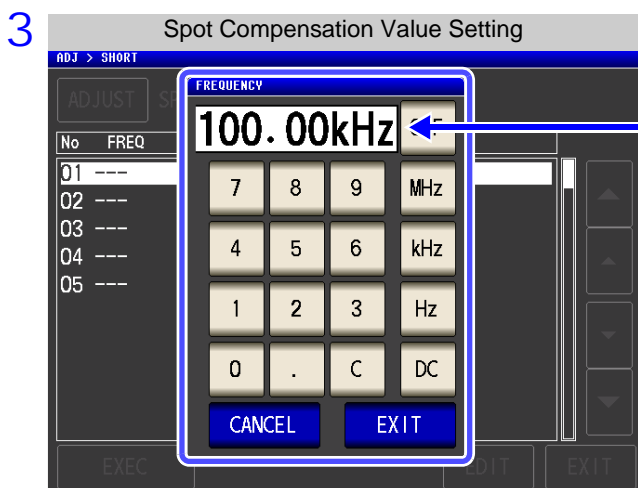 3
Spot Compensation Value Setting
ADJ > SHORT
ADJUST
FREQUENCY
100.00kHz
No FREQ
01 ---
02 ---
03 ---
04 ---
05 ---
7 8 9 MHz
4 5 6 kHz
1 2 3 Hz
0 . C DC
CANCEL EXIT
EXEC EDIT EXIT